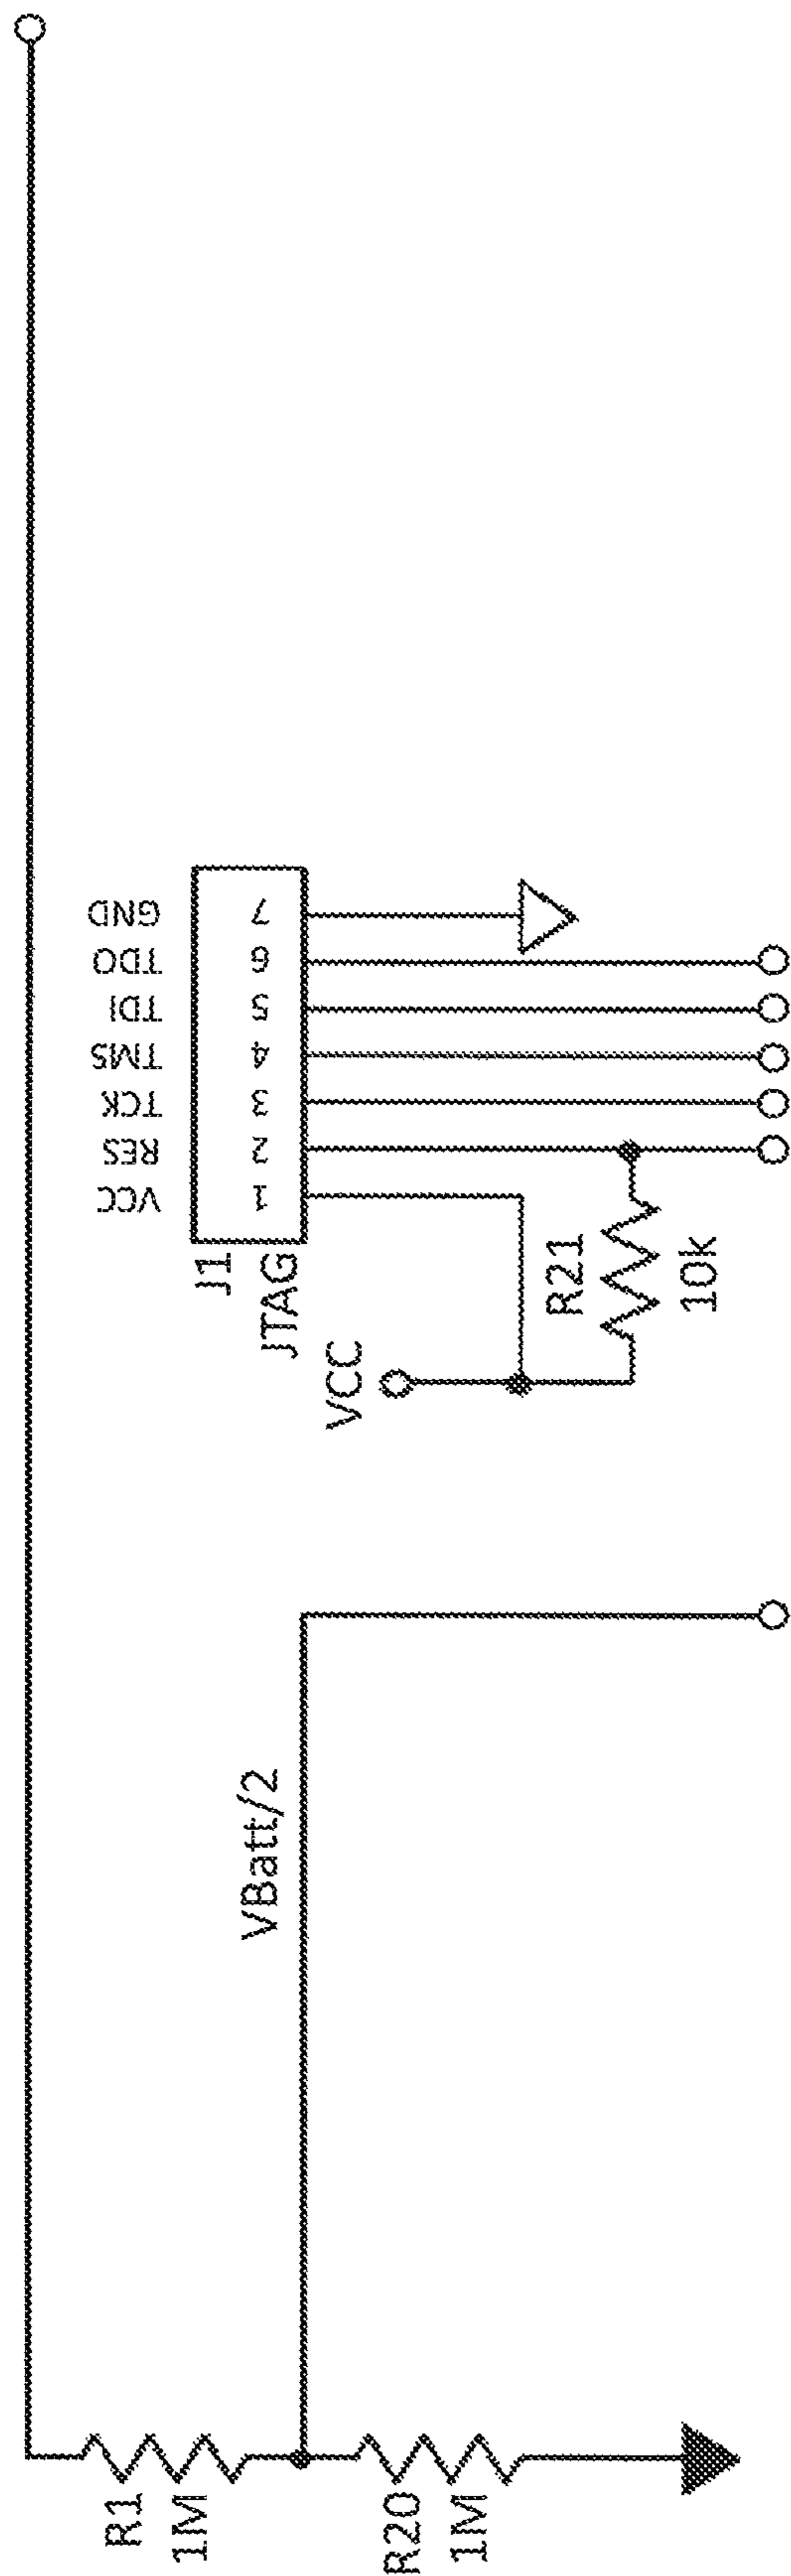 GND 7
TDO 6
TDI 5
TMS 4
TCK 3
RES 2
VCC 1
J1
JTAG
VCC
R21
10k
VBatt/2
R1
1M
R20
1M